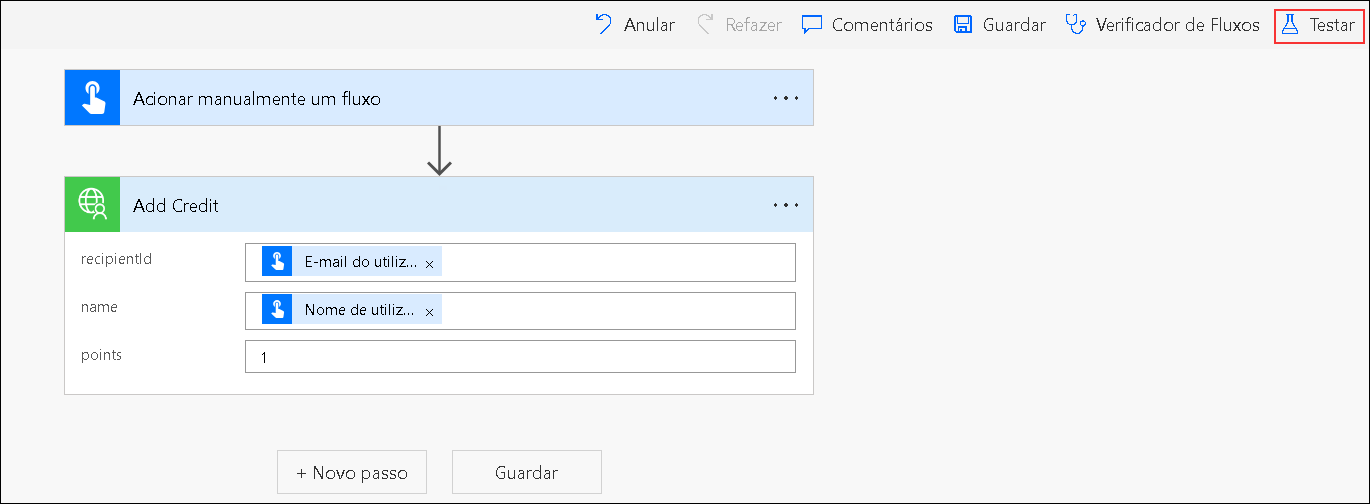 Anular Refazer Comentários Guardar Verificador de Fluxos Testar
Acionar manualmente um fluxo
Add Credit
recipientId E-mail do utiliz... ×
name Nome de utiliz... ×
points 1
+ Novo passo Guardar